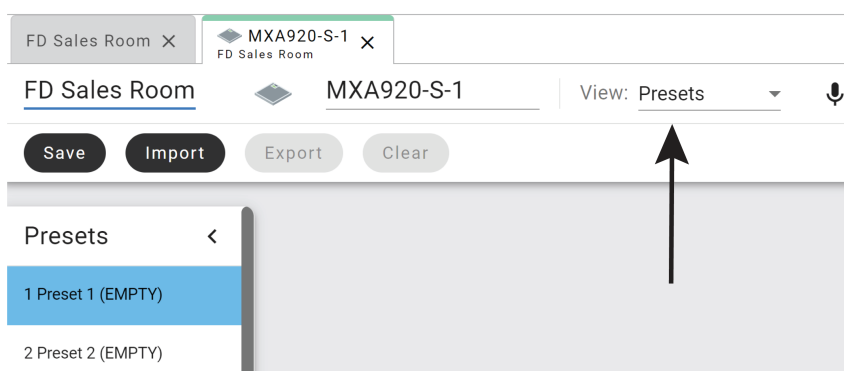 FD Sales Room
MXA920-S-1
FD Sales Room
FD Sales Room
MXA920-S-1
View: Presets
Save
Import
Export
Clear
Presets
1 Preset 1 (EMPTY)
2 Preset 2 (EMPTY)